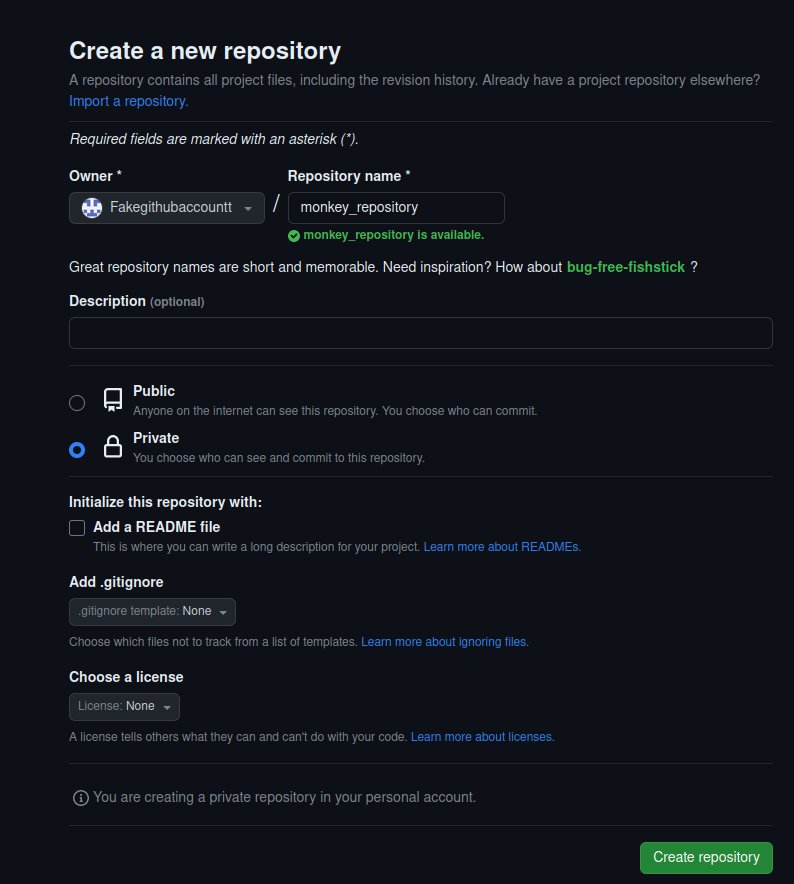 Create a new repository
A repository contains all project files, including the revision history. Already have a project repository elsewhere?
Import a repository.
Required fields are marked with an asterisk (*).
Owner * Repository name *
Fakegithubaccountt / monkey_repository
monkey_repository is available.
Great repository names are short and memorable. Need inspiration? How about bug-free-fishstick ?
Description (optional)
Public
Anyone on the internet can see this repository. You choose who can commit.
Private
You choose who can see and commit to this repository.
Initialize this repository with:
Add a README file
This is where you can write a long description for your project. Learn more about READMEs.
Add .gitignore
.gitignore template: None
Choose which files not to track from a list of templates. Learn more about ignoring files.
Choose a license
License: None
A license tells others what they can and can't do with your code. Learn more about licenses.
You are creating a private repository in your personal account.
Create repository